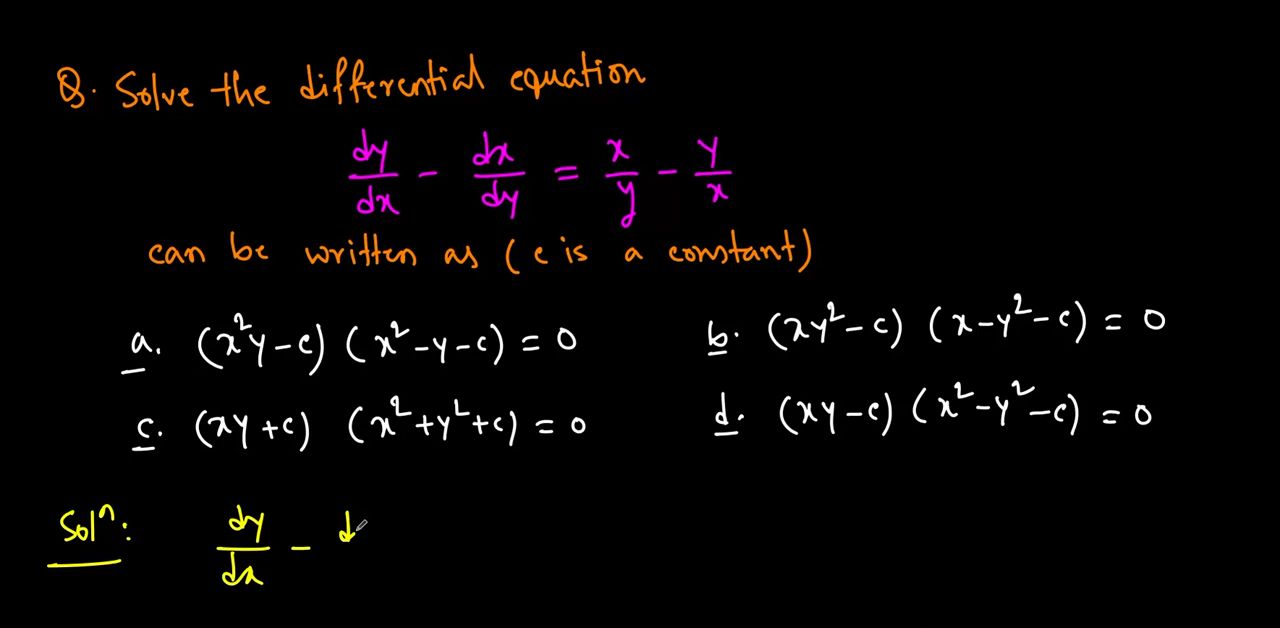 Q. Solve the differential equation
dy/dx - dx/dy = x/y - y/x
can be written as (c is a constant)
a. (x²y-c) (x²-y-c) = 0
b. (xy²-c) (x-y²-c) = 0
c. (xy+c) (x²+y²+c) = 0
d. (xy-c) (x²-y²-c) = 0
Solⁿ: dy/dx - d